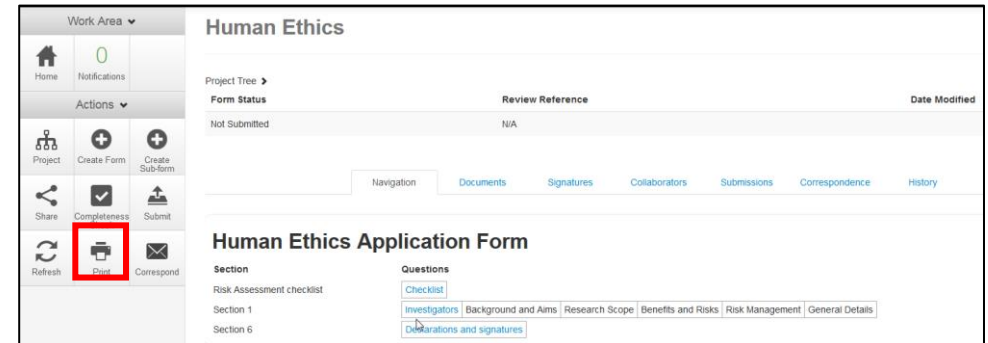 Work Area
Human Ethics
Home
0
Notifications
Project Tree
Actions
Form Status Review Reference Date Modified
Not Submitted N/A
Project Create Form Create Sub-form
Navigation Documents Signatures Collaborators Submissions Correspondence History
Share Completeness Submit
Human Ethics Application Form
Refresh Print Correspond
Section Questions
Risk Assessment checklist Checklist
Section 1 Investigators Background and Aims Research Scope Benefits and Risks Risk Management General Details
Section 6 Declarations and signatures